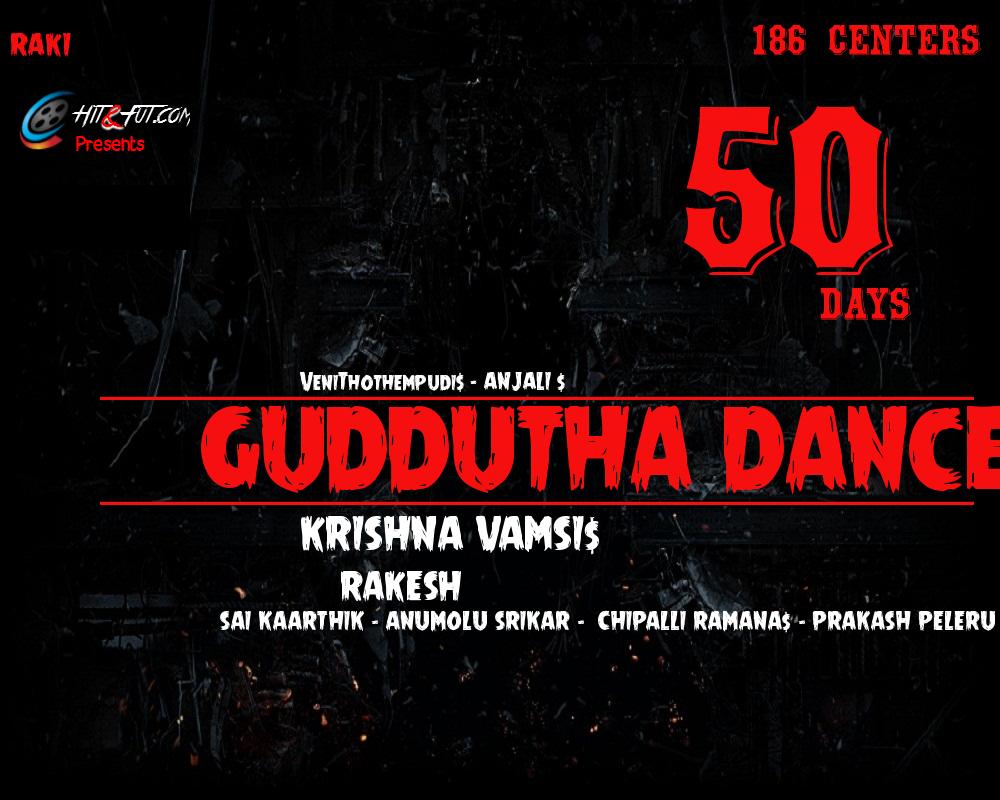 RAKI
186 CENTERS
HIT&FUT.COM
Presents
50
DAYS
VeniThothempudi$ - ANJALI $
GUDDUTHA DANCE
KRISHNA VAMSI$
RAKESH
SAI KAARTHIK - ANUMOLU SRIKAR - CHIPALLI RAMANA$ - PRAKASH PELERU